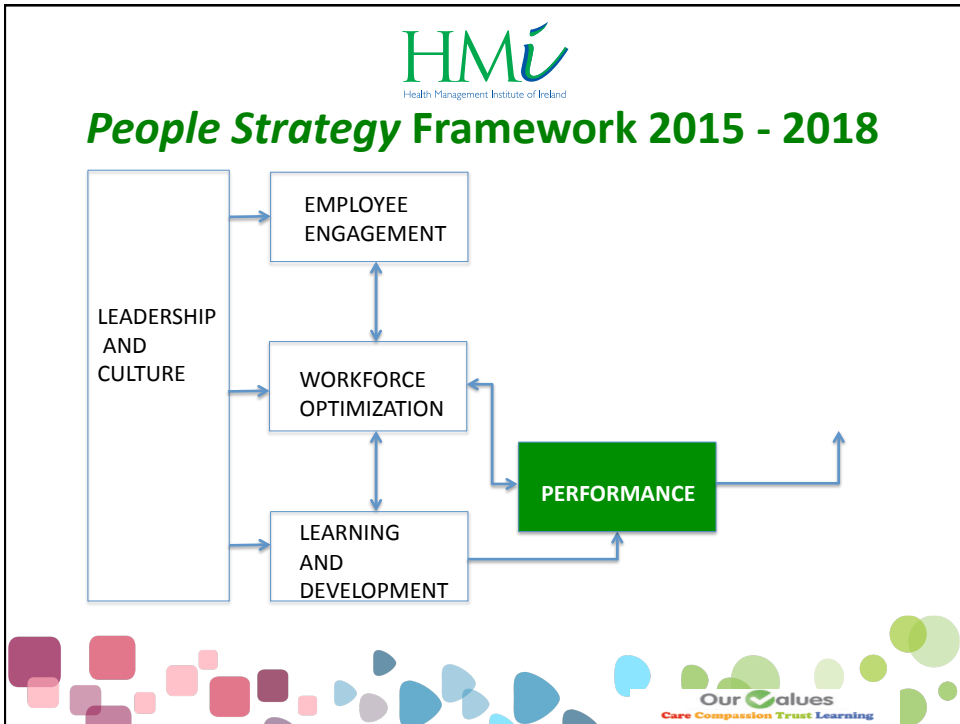 HMi
Health Management Institute of Ireland
People Strategy Framework 2015 - 2018
EMPLOYEE
ENGAGEMENT
LEADERSHIP
AND
CULTURE
WORKFORCE
OPTIMIZATION
PERFORMANCE
LEARNING
AND
DEVELOPMENT
Our Values
Care Compassion Trust Learning